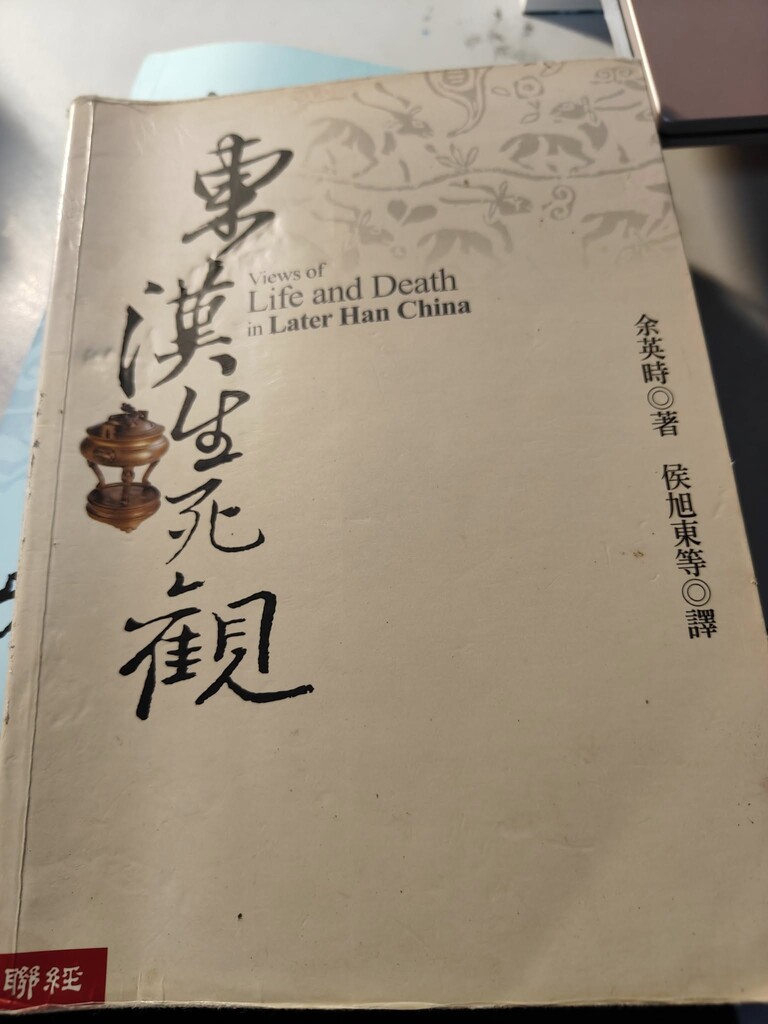 東漢生死觀
Views of
Life and Death
in Later Han China
余英時◎著 侯旭東等◎譯
聯經